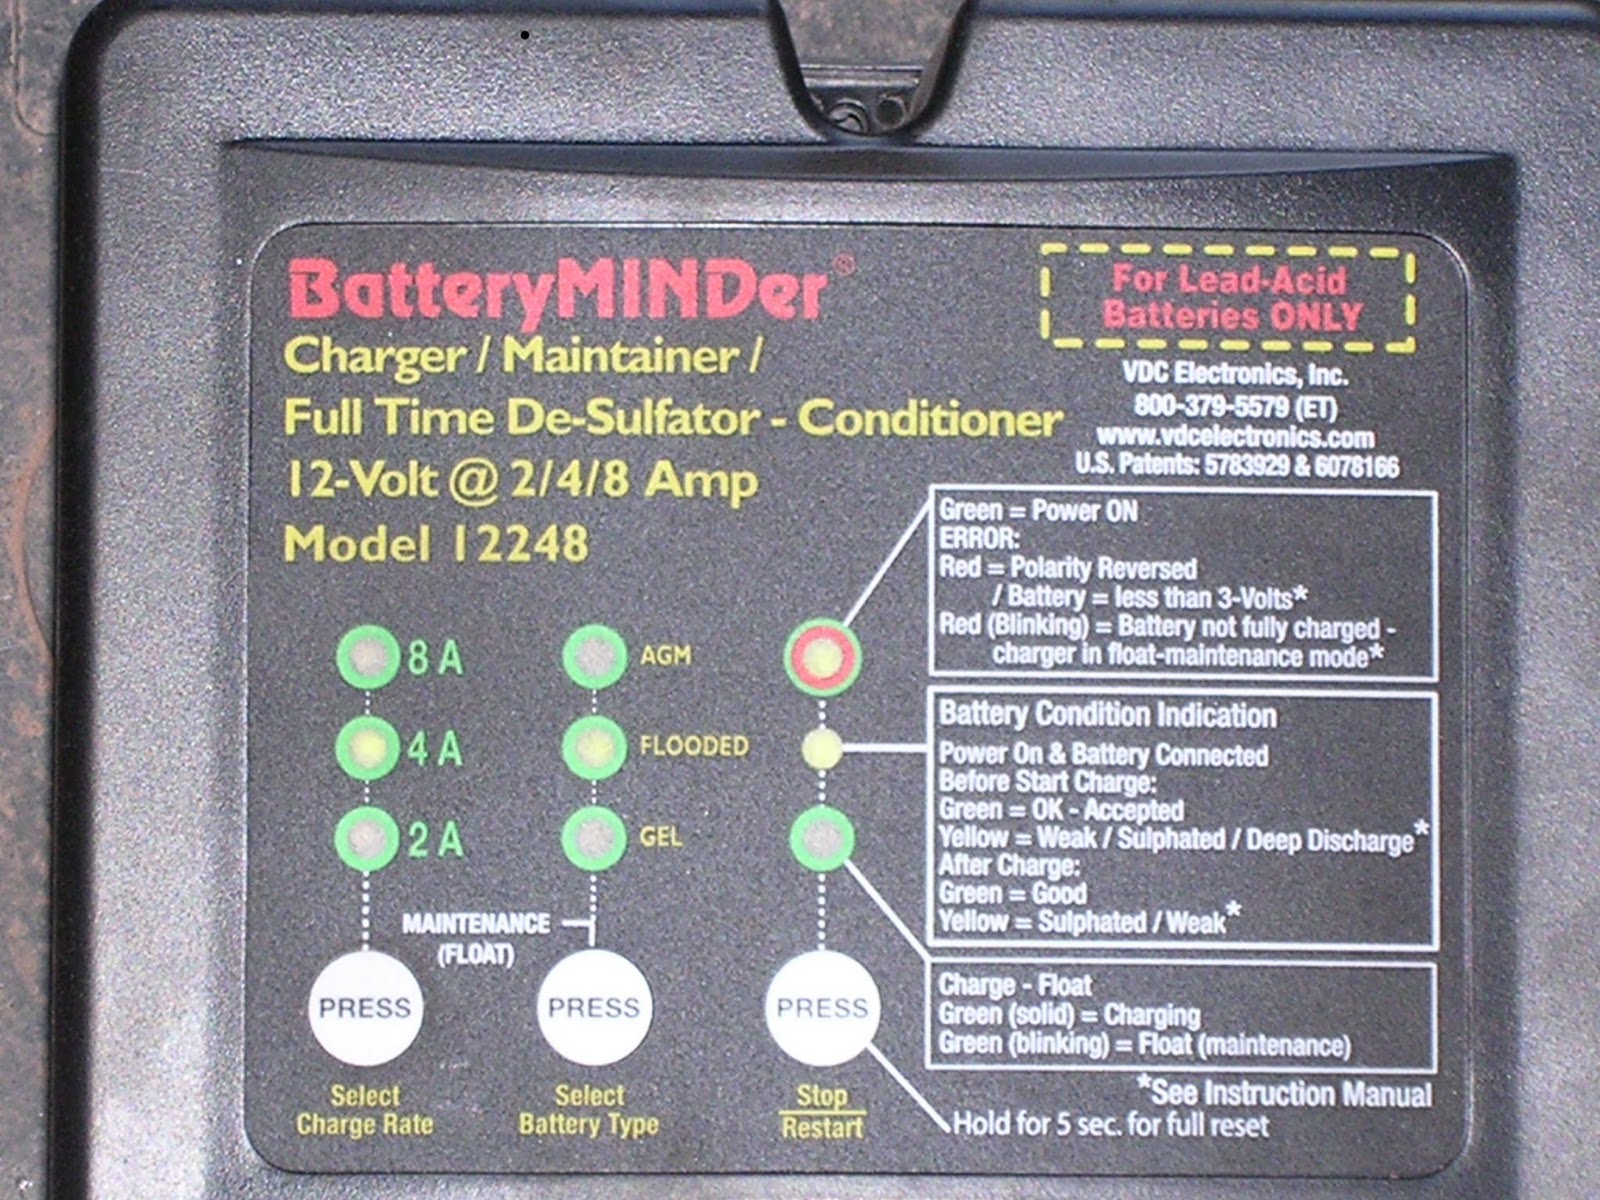 BatteryMINDer®
Charger / Maintainer /
Full Time De-Sulfator - Conditioner
12-Volt @ 2/4/8 Amp
Model 12248
For Lead-Acid
Batteries ONLY
VDC Electronics, Inc.
800-379-5579 (ET)
www.vdcelectronics.com
U.S. Patents: 5783929 & 6078166
Green = Power ON
ERROR:
Red = Polarity Reversed
/ Battery = less than 3-Volts*
Red (Blinking) = Battery not fully charged -
charger in float-maintenance mode*
Battery Condition Indication
Power On & Battery Connected
Before Start Charge:
Green = OK - Accepted
Yellow = Weak / Sulphated / Deep Discharge*
After Charge:
Green = Good
Yellow = Sulphated / Weak*
Charge - Float
Green (solid) = Charging
Green (blinking) = Float (maintenance)
*See Instruction Manual
Hold for 5 sec. for full reset
8 A
4 A
2 A
AGM
FLOODED
GEL
MAINTENANCE
(FLOAT)
PRESS
PRESS
PRESS
Select
Charge Rate
Select
Battery Type
Stop
Restart